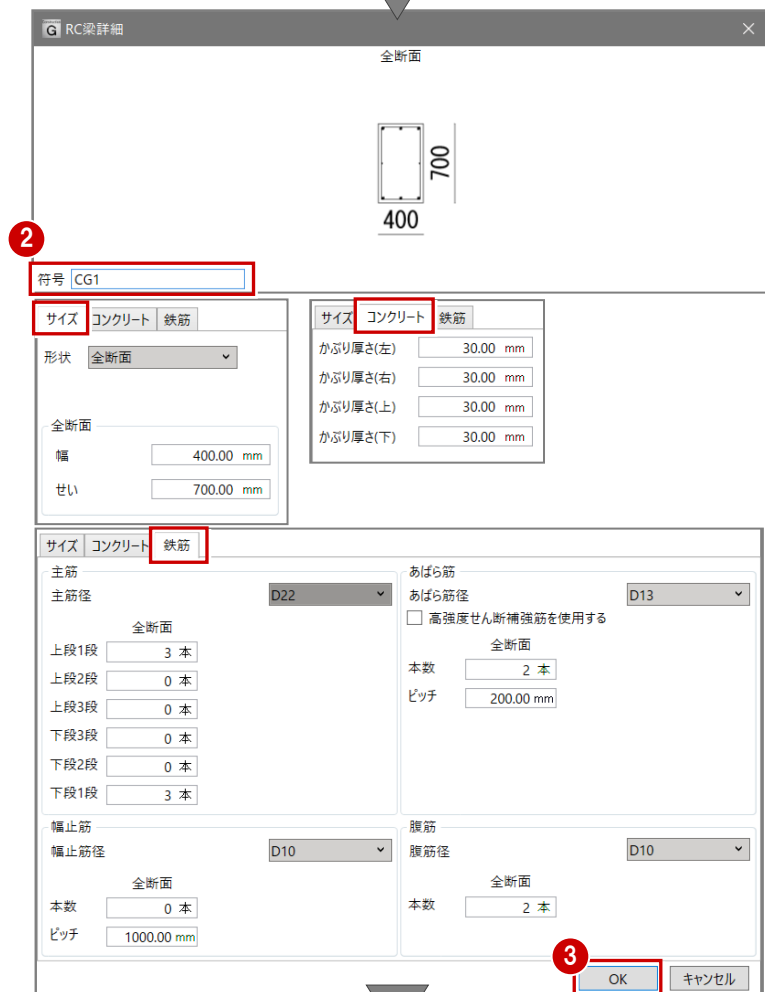 G RC梁詳細
全断面
700
400
2
符号 CG1
サイズ コンクリート 鉄筋
形状 全断面
全断面
幅 400.00 mm
せい 700.00 mm
サイズ コンクリート 鉄筋
かぶり厚さ(左) 30.00 mm
かぶり厚さ(右) 30.00 mm
かぶり厚さ(上) 30.00 mm
かぶり厚さ(下) 30.00 mm
サイズ コンクリート 鉄筋
主筋
主筋径 D22
全断面
上段1段 3 本
上段2段 0 本
上段3段 0 本
下段3段 0 本
下段2段 0 本
下段1段 3 本
あばら筋
あばら筋径 D13
高強度せん断補強筋を使用する
全断面
本数 2 本
ピッチ 200.00 mm
幅止筋
幅止筋径 D10
全断面
本数 0 本
ピッチ 1000.00 mm
腹筋
腹筋径 D10
全断面
本数 2 本
3
OK キャンセル